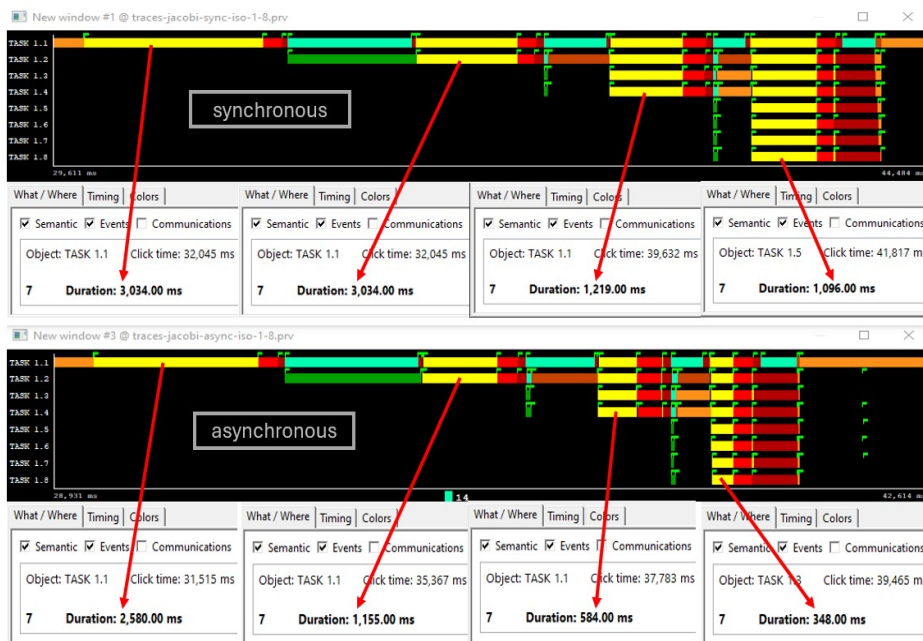 New window #1 @ traces-jacobi-sync-iso-1-8.prv
TASK 1.1
TASK 1.2
TASK 1.3
TASK 1.4
TASK 1.5
TASK 1.6
TASK 1.7
TASK 1.8
synchronous
29,611 ms 44,484 ms
What / Where Timing Colors What / Where Timing Colors What / Where Timing Colors What / Where Timing Colors
Semantic Events Communications Semantic Events Communications Semantic Events Communications Semantic Events Communications
Object: TASK 1.1 Click time: 32,045 ms Object: TASK 1.1 Click time: 32,045 ms Object: TASK 1.1 Click time: 39,632 ms Object: TASK 1.5 Click time: 41,817 ms
7 Duration: 3,034.00 ms 7 Duration: 3,034.00 ms 7 Duration: 1,219.00 ms 7 Duration: 1,096.00 ms
New window #3 @ traces-jacobi-async-iso-1-8.prv
TASK 1.1
TASK 1.2
TASK 1.3
TASK 1.4
TASK 1.5
TASK 1.6
TASK 1.7
TASK 1.8
asynchronous
28,931 ms 14 42,614 ms
What / Where Timing Colors What / Where Timing Colors What / Where Timing Colors What / Where Timing Colors
Semantic Events Communications Semantic Events Communications Semantic Events Communications Semantic Events Communications
Object: TASK 1.1 Click time: 31,515 ms Object: TASK 1.1 Click time: 35,367 ms Object: TASK 1.1 Click time: 37,783 ms Object: TASK 1.3 Click time: 39,465 ms
7 Duration: 2,580.00 ms 7 Duration: 1,155.00 ms 7 Duration: 584.00 ms 7 Duration: 348.00 ms